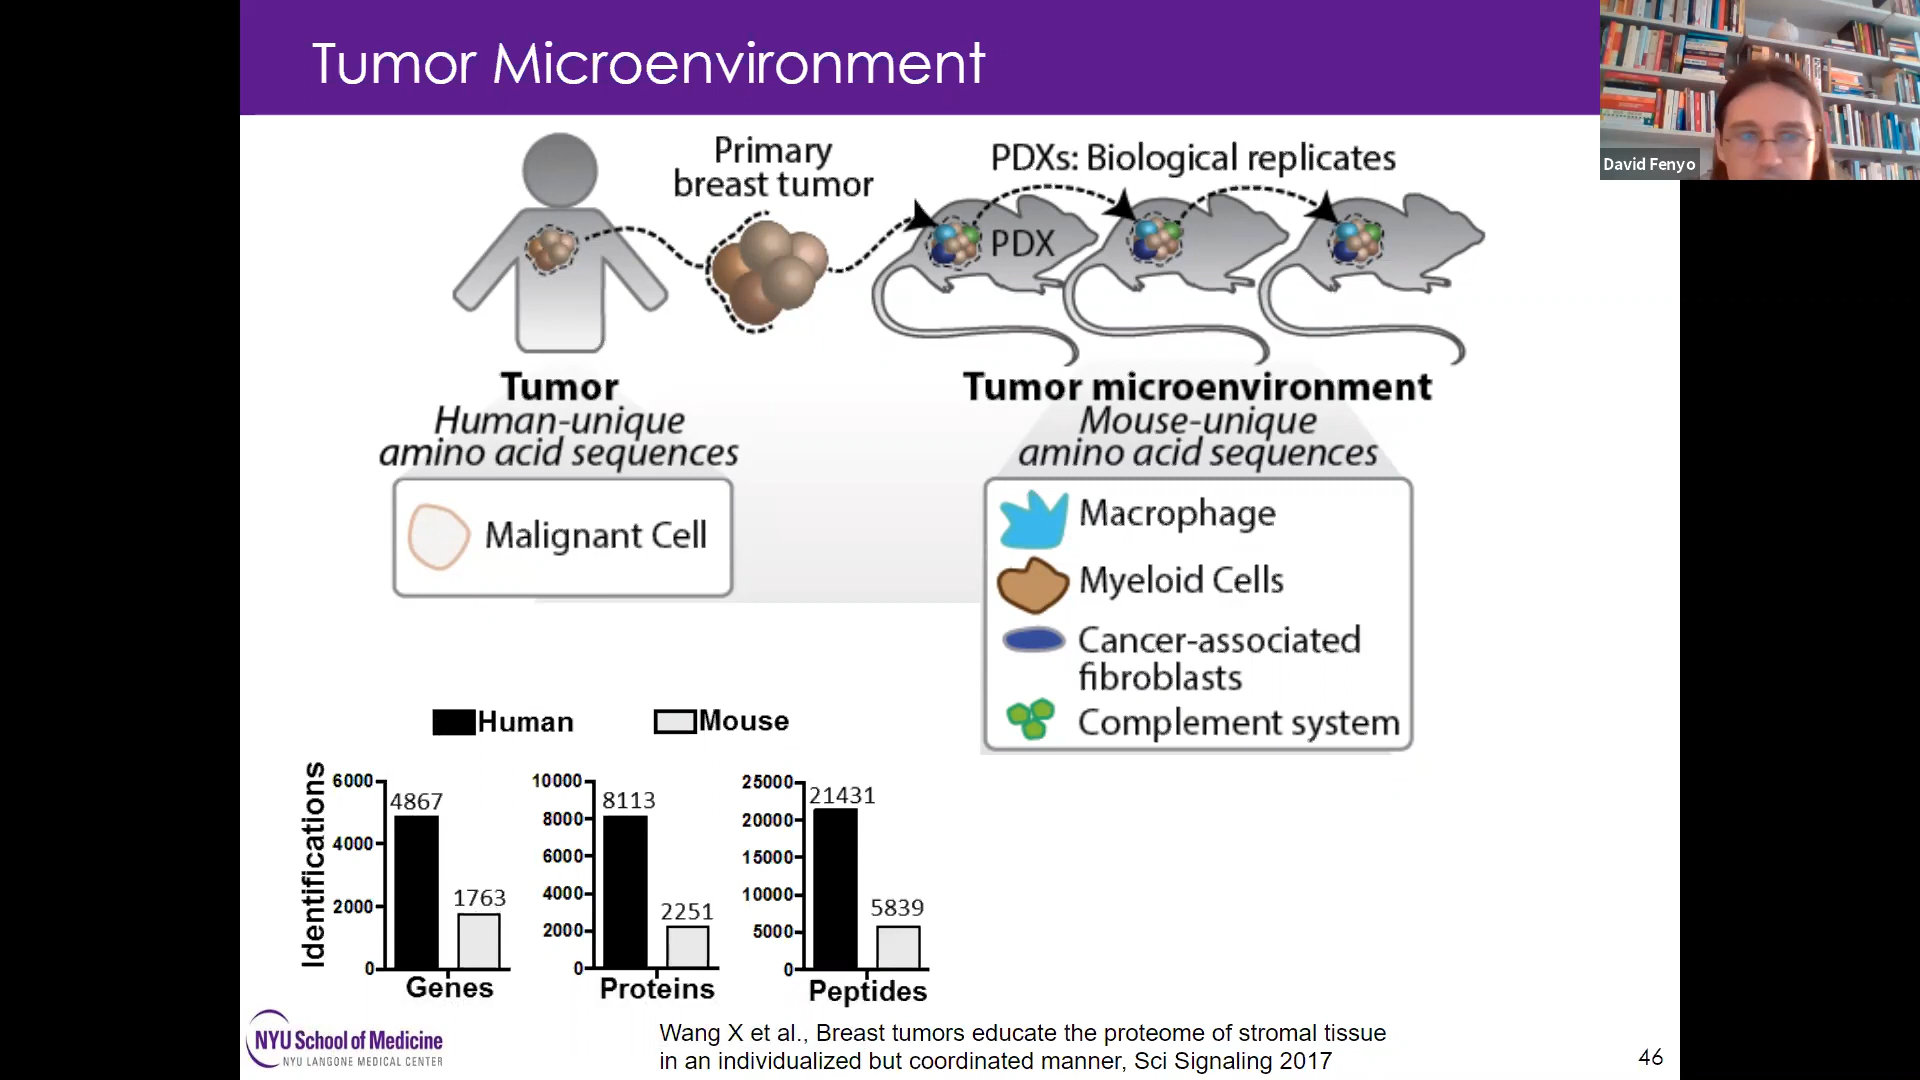 Tumor Microenvironment
David Fenyo
Primary
breast tumor
PDXs: Biological replicates
PDX
Tumor
Human-unique
amino acid sequences
Malignant Cell
Tumor microenvironment
Mouse-unique
amino acid sequences
Macrophage
Myeloid Cells
Cancer-associated
fibroblasts
Complement system
Human
Mouse
Identifications
6000
4000
2000
0
4867
1763
Genes
10000
8000
6000
4000
2000
0
8113
2251
Proteins
25000
20000
15000
10000
5000
0
21431
5839
Peptides
NYU School of Medicine
NYU LANGONE MEDICAL CENTER
Wang X et al., Breast tumors educate the proteome of stromal tissue
in an individualized but coordinated manner, Sci Signaling 2017
46